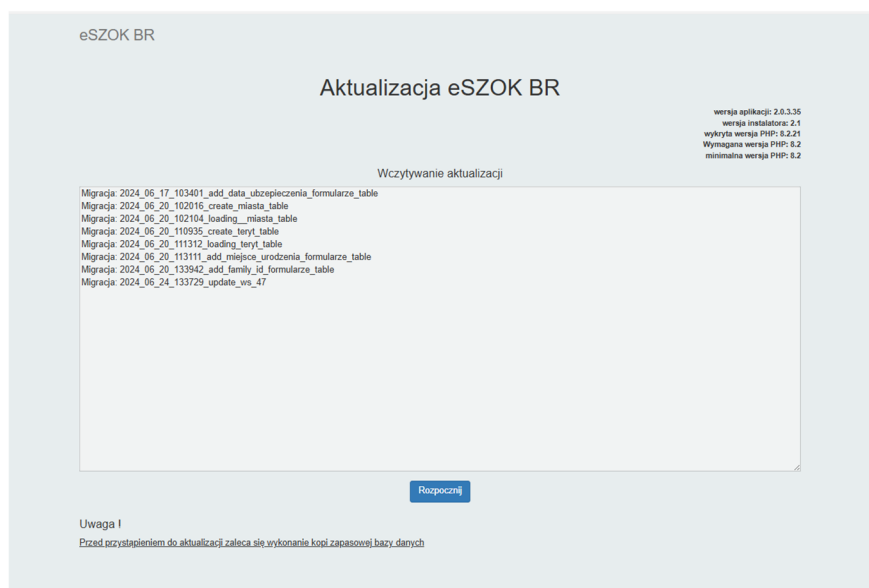 eSZOK BR
Aktualizacja eSZOK BR
wersja aplikacji: 2.0.3.35
wersja instalatora: 2.1
wykryta wersja PHP: 8.2.21
Wymagana wersja PHP: 8.2
minimalna wersja PHP: 8.2
Wczytywanie aktualizacji
Migracja: 2024_06_17_103401_add_data_ubzepieczenia_formularze_table
Migracja: 2024_06_20_102016_create_miasta_table
Migracja: 2024_06_20_102104_loading__miasta_table
Migracja: 2024_06_20_110935_create_teryt_table
Migracja: 2024_06_20_111312_loading_teryt_table
Migracja: 2024_06_20_113111_add_miejsce_urodzenia_formularze_table
Migracja: 2024_06_20_133942_add_family_id_formularze_table
Migracja: 2024_06_24_133729_update_ws_47
Rozpocznij
Uwaga !
Przed przystąpieniem do aktualizacji zaleca się wykonanie kopi zapasowej bazy danych